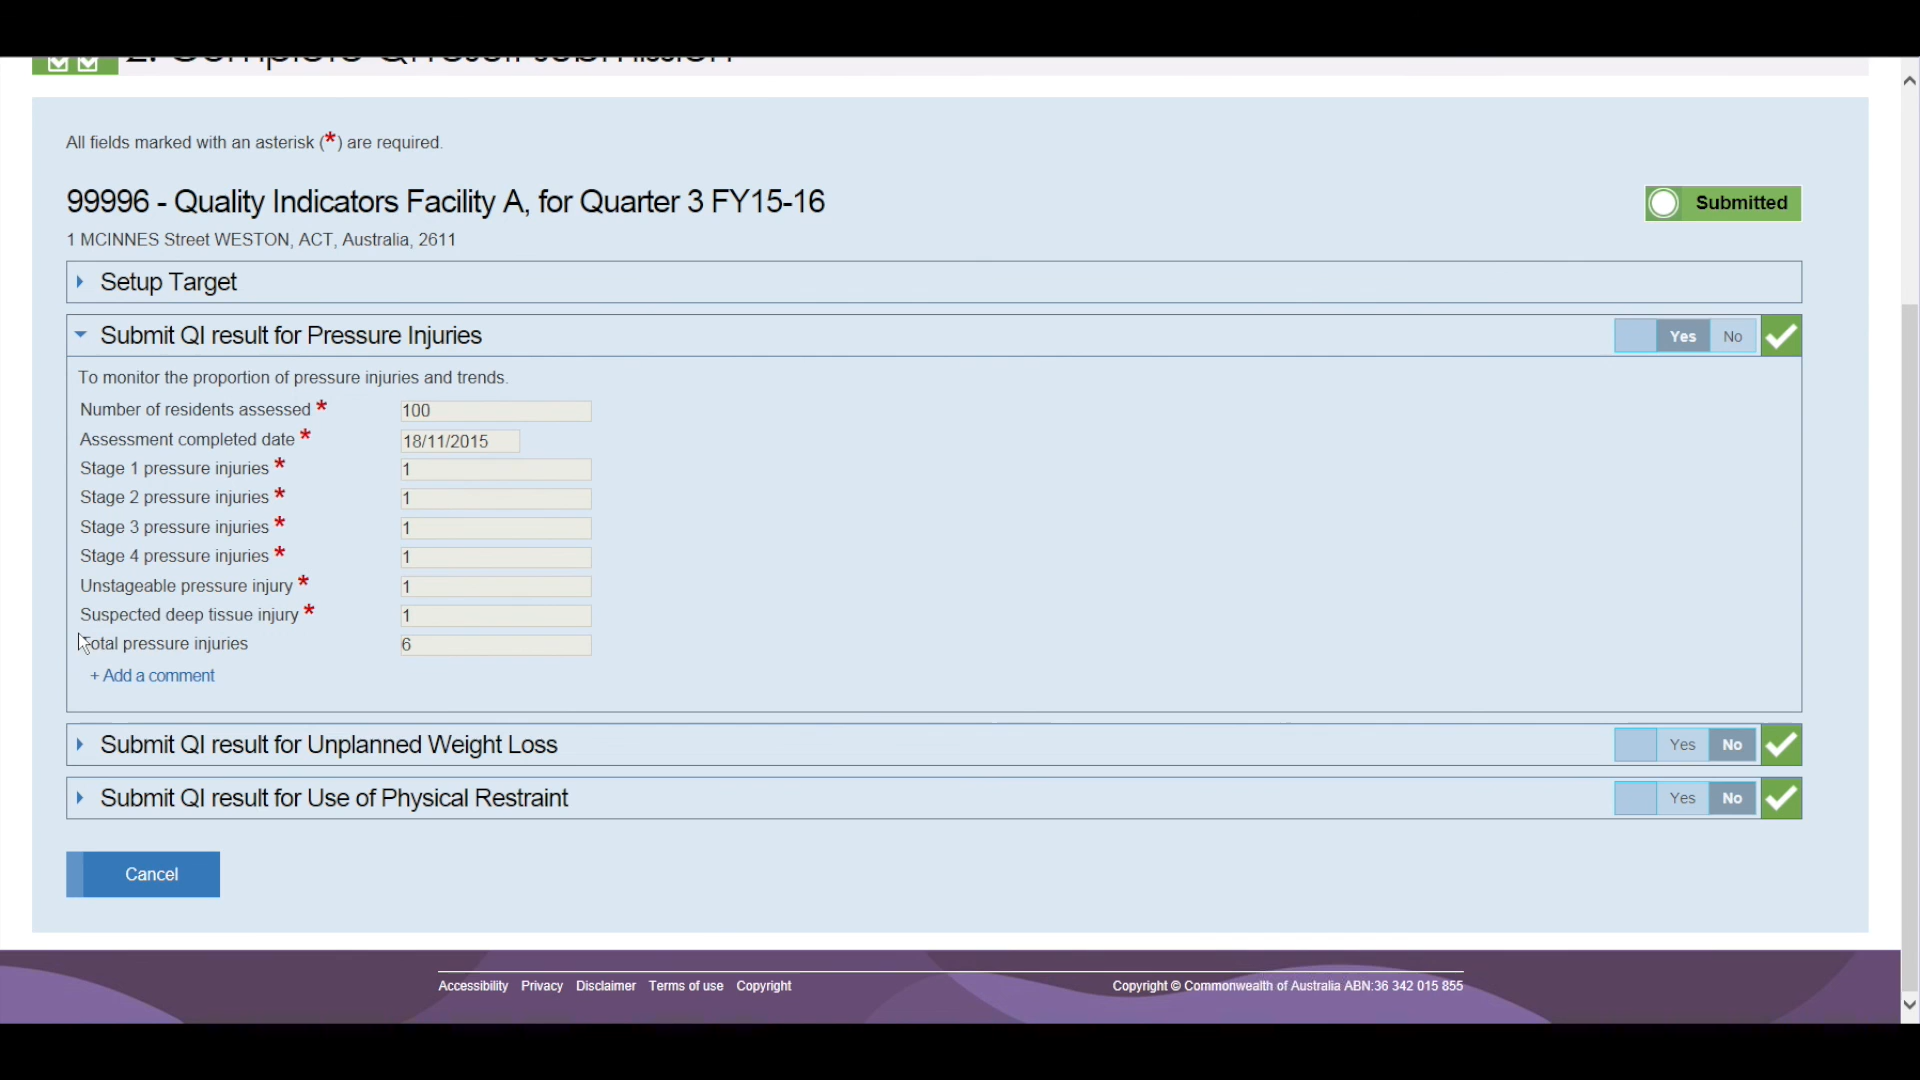 2. Complete QI result submission
All fields marked with an asterisk (*) are required.
99996 - Quality Indicators Facility A, for Quarter 3 FY15-16
Submitted
1 MCINNES Street WESTON, ACT, Australia, 2611
Setup Target
Submit QI result for Pressure Injuries
Yes No
To monitor the proportion of pressure injuries and trends.
Number of residents assessed * 100
Assessment completed date * 18/11/2015
Stage 1 pressure injuries * 1
Stage 2 pressure injuries * 1
Stage 3 pressure injuries * 1
Stage 4 pressure injuries * 1
Unstageable pressure injury * 1
Suspected deep tissue injury * 1
Total pressure injuries 6
+ Add a comment
Submit QI result for Unplanned Weight Loss
Yes No
Submit QI result for Use of Physical Restraint
Yes No
Cancel
Accessibility Privacy Disclaimer Terms of use Copyright
Copyright © Commonwealth of Australia ABN:36 342 015 855